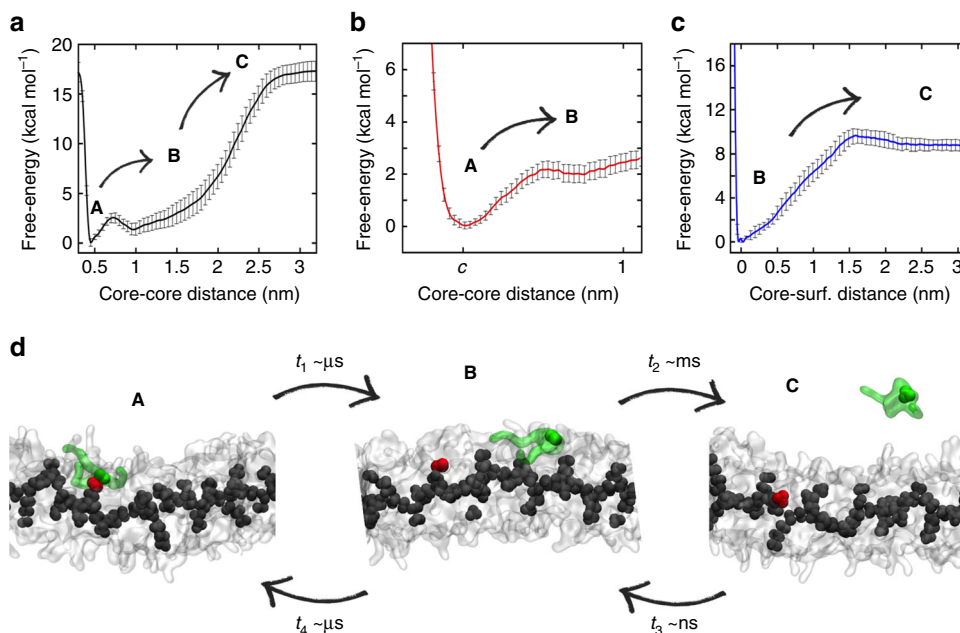 a
Free-energy (kcal mol⁻¹)
20
15
10
5
0
A
B
C
0.5 1 1.5 2 2.5 3
Core-core distance (nm)
b
Free-energy (kcal mol⁻¹)
6
4
2
0
A
B
c 1
Core-core distance (nm)
c
Free-energy (kcal mol⁻¹)
16
12
8
4
0
B
C
0 0.5 1 1.5 2 2.5 3
Core-surf. distance (nm)
d
t₁ ~μs
t₂ ~ms
A
B
C
t₄ ~μs
t₃ ~ns